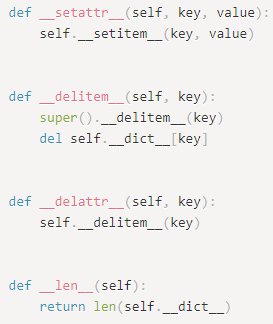 def __setattr__(self, key, value):
    self.__setitem__(key, value)
def __delitem__(self, key):
    super().__delitem__(key)
    del self.__dict__[key]
def __delattr__(self, key):
    self.__delitem__(key)
def __len__(self):
    return len(self.__dict__)